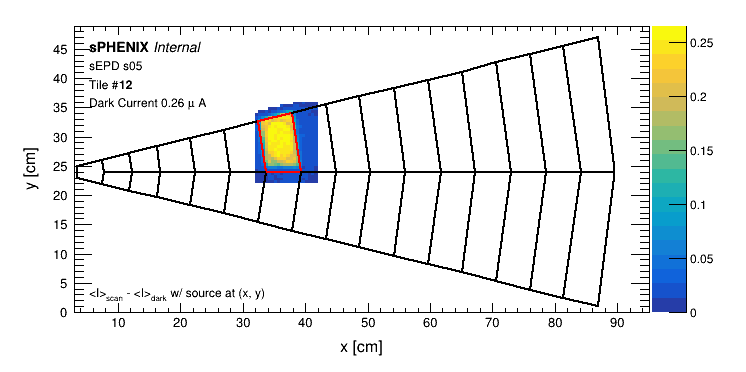 sPHENIX Internal
sEPD s05
Tile #12
Dark Current 0.26 μ A
<I>scan - <I>dark w/ source at (x, y)
y [cm]
45
40
35
30
25
20
15
10
5
0
10 20 30 40 50 60 70 80 90
x [cm]
0.25
0.2
0.15
0.1
0.05
0